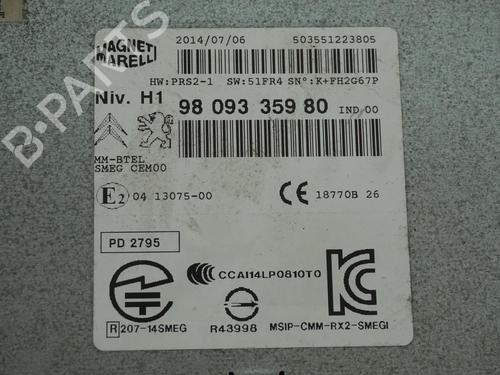 MAGNETI MARELLI
2014/07/06 503551223805
HW:PRS2-1 SW:51FR4 SN°:K+FH2G67P
Niv. H1 98 093 359 80 IND 00
MM-BTEL
SMEG CEM00
E2 04 13075-00 CE 18770B 26
PD 2795
CCAI14LP0810T0
R 207-14SMEG R43998 MSIP-CMM-RX2-SMEGI
B-PARTS